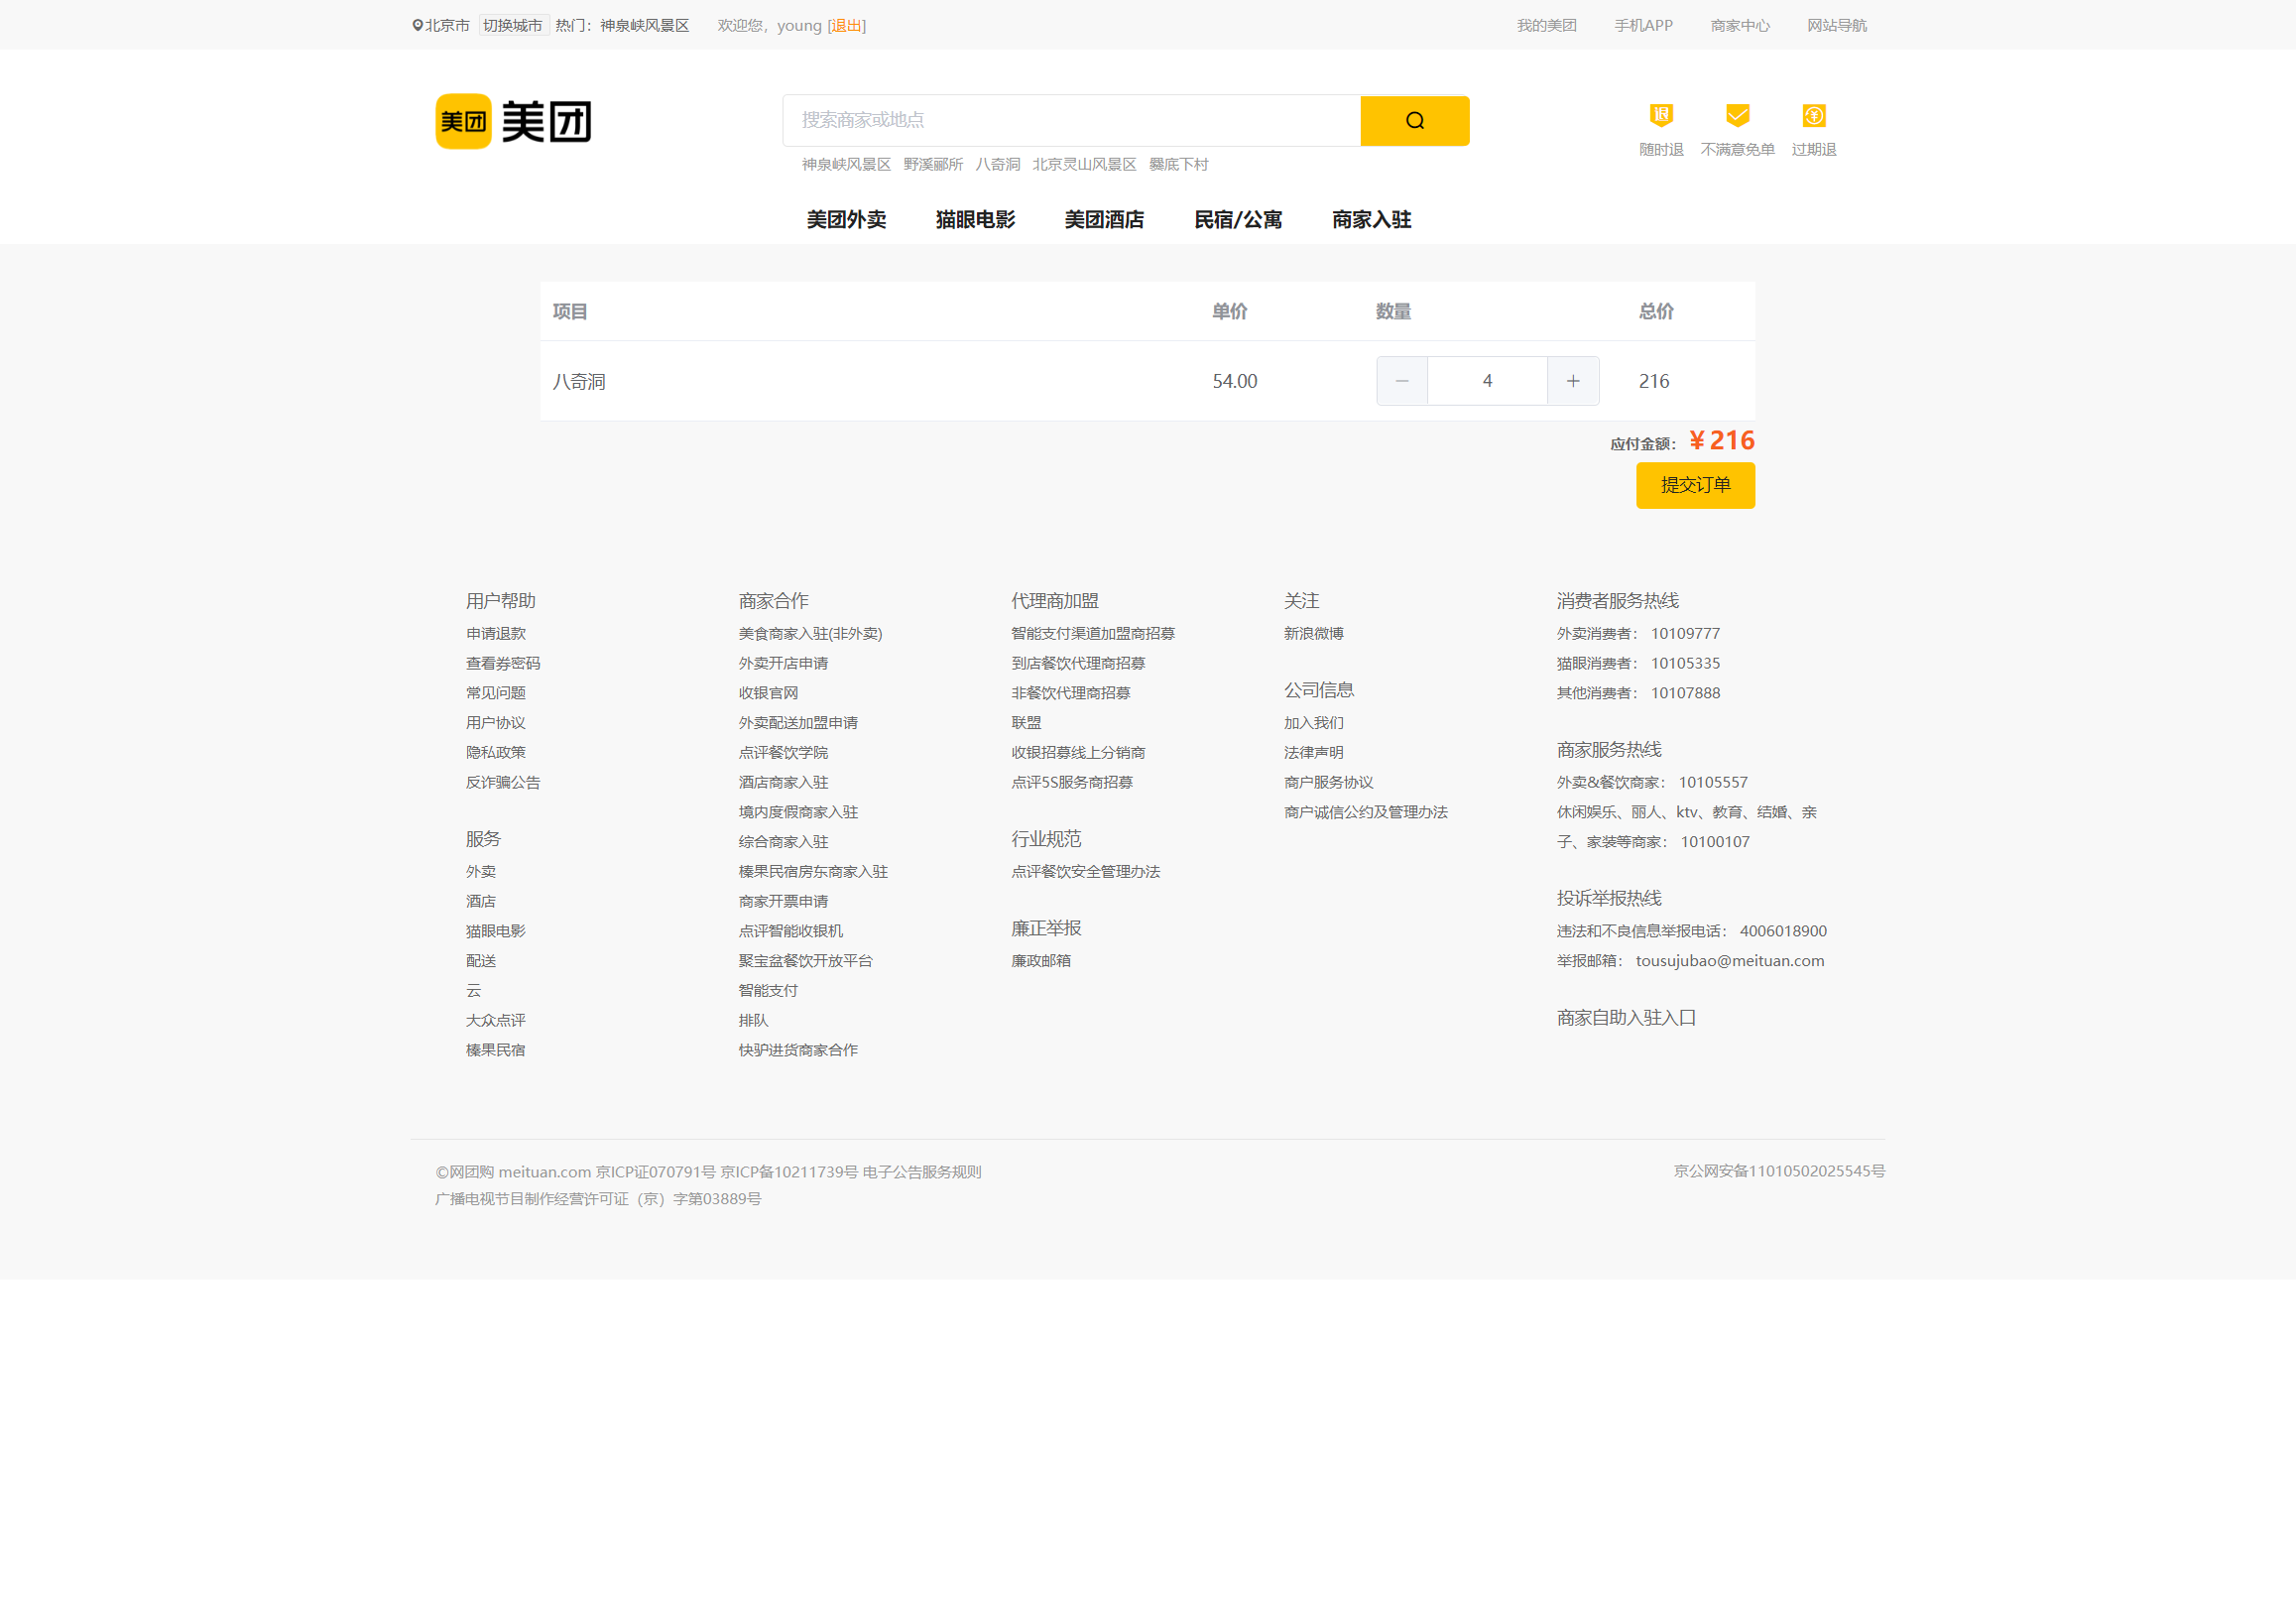 北京市 切换城市 热门：神泉峡风景区 欢迎您，young [退出] 我的美团 手机APP 商家中心 网站导航
美团 美团
搜索商家或地点
神泉峡风景区 野溪郦所 八奇洞 北京灵山风景区 爨底下村
退 随时退 不满意免单 过期退
美团外卖 猫眼电影 美团酒店 民宿/公寓 商家入驻
项目 单价 数量 总价
八奇洞 54.00 4 216
应付金额：￥216
提交订单
用户帮助
申请退款
查看券密码
常见问题
用户协议
隐私政策
反诈骗公告
服务
外卖
酒店
猫眼电影
配送
云
大众点评
榛果民宿
商家合作
美食商家入驻(非外卖)
外卖开店申请
收银官网
外卖配送加盟申请
点评餐饮学院
酒店商家入驻
境内度假商家入驻
综合商家入驻
榛果民宿房东商家入驻
商家开票申请
点评智能收银机
聚宝盆餐饮开放平台
智能支付
排队
快驴进货商家合作
代理商加盟
智能支付渠道加盟商招募
到店餐饮代理商招募
非餐饮代理商招募
联盟
收银招募线上分销商
点评5S服务商招募
行业规范
点评餐饮安全管理办法
廉正举报
廉政邮箱
关注
新浪微博
公司信息
加入我们
法律声明
商户服务协议
商户诚信公约及管理办法
消费者服务热线
外卖消费者： 10109777
猫眼消费者： 10105335
其他消费者： 10107888
商家服务热线
外卖&餐饮商家： 10105557
休闲娱乐、丽人、ktv、教育、结婚、亲
子、家装等商家： 10100107
投诉举报热线
违法和不良信息举报电话： 4006018900
举报邮箱： tousujubao@meituan.com
商家自助入驻入口
©网团购 meituan.com 京ICP证070791号 京ICP备10211739号 电子公告服务规则
广播电视节目制作经营许可证（京）字第03889号
京公网安备11010502025545号